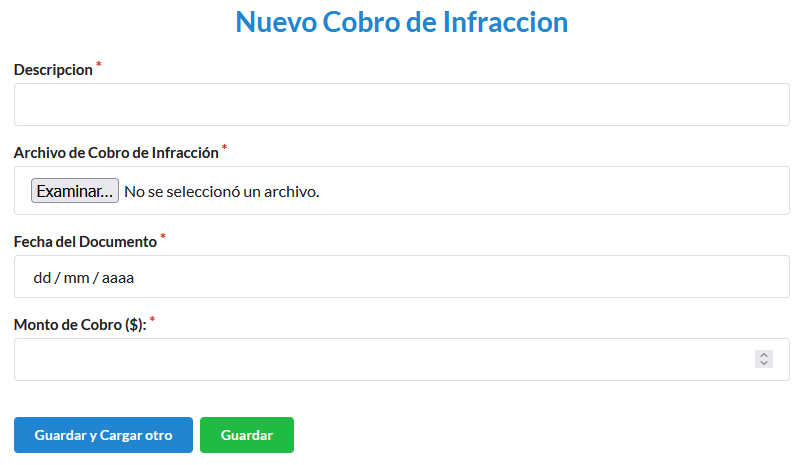 Nuevo Cobro de Infraccion
Descripcion *
Archivo de Cobro de Infracción *
Examinar... No se seleccionó un archivo.
Fecha del Documento *
dd / mm / aaaa
Monto de Cobro ($): *
Guardar y Cargar otro Guardar